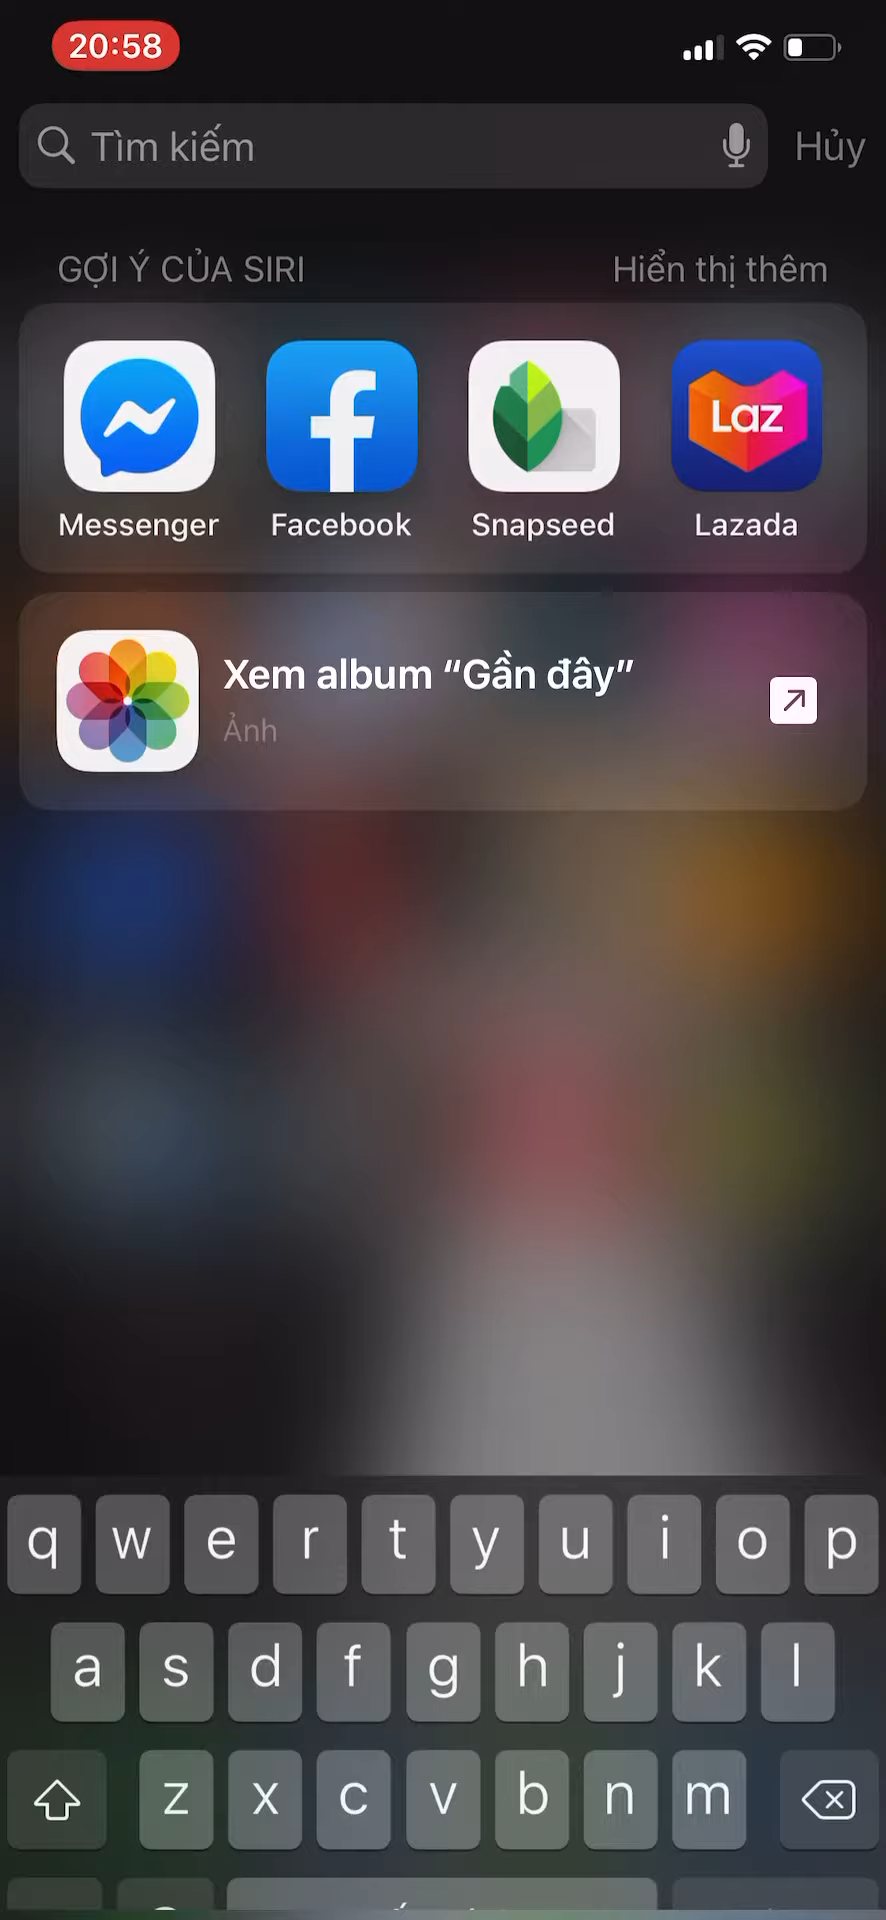 20:58
Tìm kiếm
Hủy
GỢI Ý CỦA SIRI
Hiển thị thêm
Laz
Messenger
Facebook
Snapseed
Lazada
Xem album “Gần đây”
Ảnh
q w e r t y u i o p
a s d f g h j k l
z x c v b n m